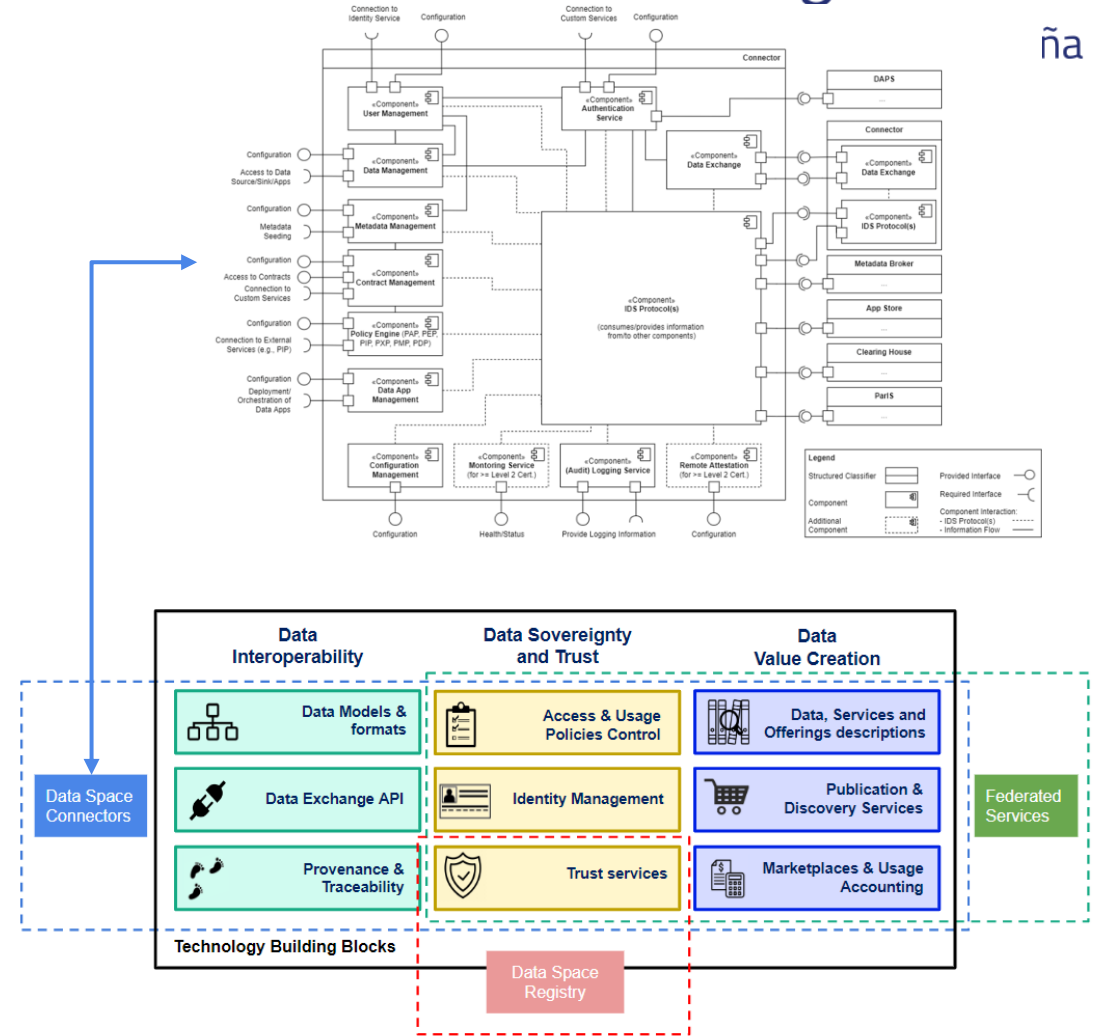 Connection to
Identity Service
Configuration
Connection to
Custom Services
Configuration
ña
Connector
«Component»
User Management
«Component»
Authentication
Service
DAPS
...
Connector
«Component»
Data Exchange
«Component»
Data Exchange
Configuration
Access to Data
Source/Sink/Apps
«Component»
Data Management
Configuration
Metadata
Seeding
«Component»
Metadata Management
«Component»
IDS Protocol(s)
Configuration
Access to Contracts
Connection to
Custom Services
«Component»
Contract Management
Metadata Broker
...
«Component»
IDS Protocol(s)
(consumes/provides information
from/to other components)
App Store
...
Configuration
Connection to External
Services (e.g., PIP)
«Component»
Policy Engine (PAP, PEP,
PIP, PXP, PMP, PDP)
Clearing House
...
Configuration
Deployment/
Orchestration of
Data Apps
«Component»
Data App
Management
ParIS
...
«Component»
Configuration
Management
«Component»
Montoring Service
(for >= Level 2 Cert.)
«Component»
(Audit) Logging Service
«Component»
Remote Attestation
(for >= Level 2 Cert.)
Configuration
Health/Status
Provide Logging Information
Configuration
Legend
Structured Classifier
Provided Interface
Component
Required Interface
Additional
Component
Component Interaction:
- IDS Protocol(s)
- Information Flow
Data
Interoperability
Data Sovereignty
and Trust
Data
Value Creation
Data Models &
formats
Access & Usage
Policies Control
Data, Services and
Offerings descriptions
Data Space
Connectors
Data Exchange API
Identity Management
Publication &
Discovery Services
Federated
Services
Provenance &
Traceability
Trust services
Marketplaces & Usage
Accounting
Technology Building Blocks
Data Space
Registry